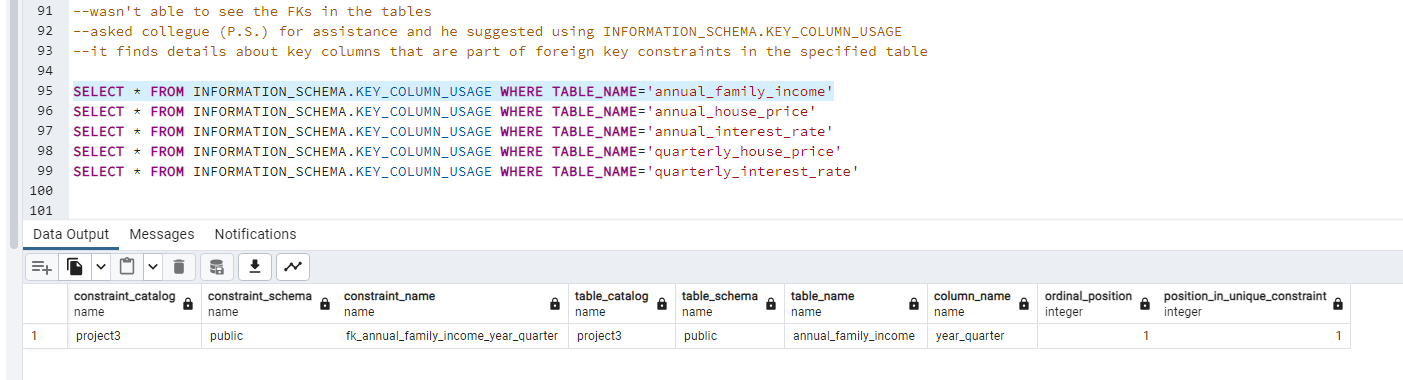 91 --wasn't able to see the FKs in the tables
92 --asked collegue (P.S.) for assistance and he suggested using INFORMATION_SCHEMA.KEY_COLUMN_USAGE
93 --it finds details about key columns that are part of foreign key constraints in the specified table
94
95 SELECT * FROM INFORMATION_SCHEMA.KEY_COLUMN_USAGE WHERE TABLE_NAME='annual_family_income'
96 SELECT * FROM INFORMATION_SCHEMA.KEY_COLUMN_USAGE WHERE TABLE_NAME='annual_house_price'
97 SELECT * FROM INFORMATION_SCHEMA.KEY_COLUMN_USAGE WHERE TABLE_NAME='annual_interest_rate'
98 SELECT * FROM INFORMATION_SCHEMA.KEY_COLUMN_USAGE WHERE TABLE_NAME='quarterly_house_price'
99 SELECT * FROM INFORMATION_SCHEMA.KEY_COLUMN_USAGE WHERE TABLE_NAME='quarterly_interest_rate'
100
101
Data Output Messages Notifications
constraint_catalog constraint_schema constraint_name table_catalog table_schema table_name column_name ordinal_position position_in_unique_constraint
name name name name name name name integer integer
1 project3 public fk_annual_family_income_year_quarter project3 public annual_family_income year_quarter 1 1